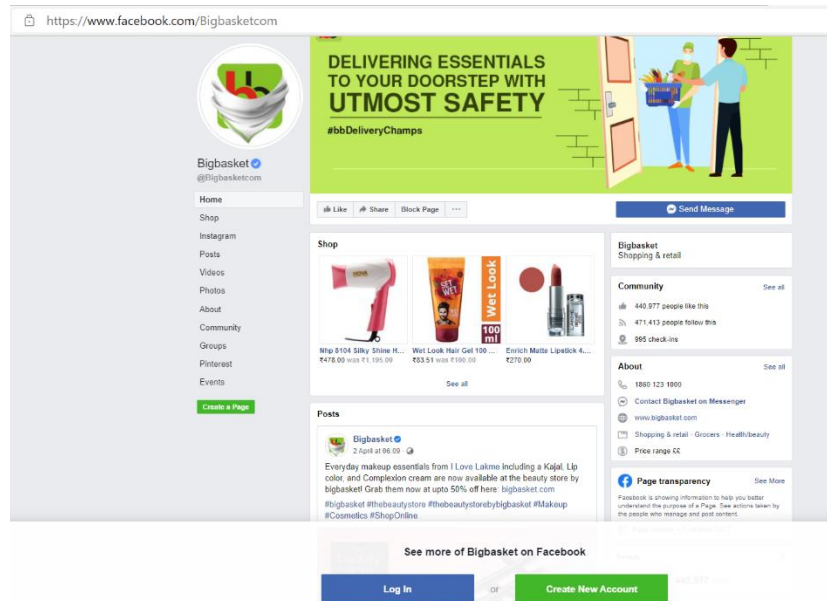 https://www.facebook.com/Bigbasketcom
bb
DELIVERING ESSENTIALS
TO YOUR DOORSTEP WITH
UTMOST SAFETY
#bbDeliveryChamps
Bigbasket
@Bigbasketcom
Home
Shop
Instagram
Posts
Videos
Photos
About
Community
Groups
Pinterest
Events
Create a Page
Like Share Block Page ...
Send Message
Shop
SET WET
Wet Look
100 ml
Nhp 8104 Silky Shine H...
₹478.00 was ₹1,195.00
Wet Look Hair Gel 100 ...
₹83.51 was ₹100.00
Enrich Matte Lipstick 4....
₹270.00
See all
Posts
Bigbasket
2 April at 06:09 ·
Everyday makeup essentials from I Love Lakme including a Kajal, Lip
color, and Complexion cream are now available at the beauty store by
bigbasket! Grab them now at upto 50% off here: bigbasket.com
#bigbasket #thebeautystore #thebeautystorebybigbasket #Makeup
#Cosmetics #ShopOnline
Bigbasket
Shopping & retail
Community See all
440,977 people like this
471,413 people follow this
995 check-ins
About See all
1860 123 1000
Contact Bigbasket on Messenger
www.bigbasket.com
Shopping & retail · Grocers · Health/beauty
Price range ££
Page transparency See More
Facebook is showing information to help you better
understand the purpose of a Page. See actions taken by
the people who manage and post content.
See more of Bigbasket on Facebook
Log In
or
Create New Account